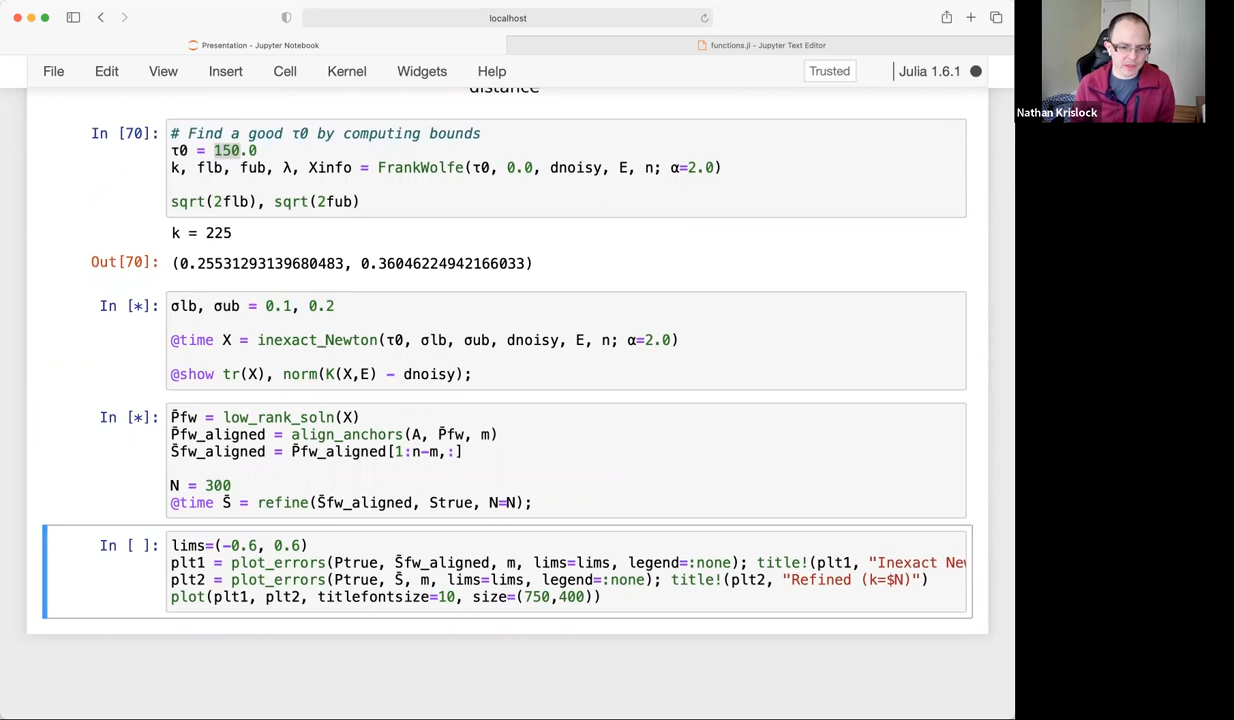 localhost
Presentation - Jupyter Notebook
functions.jl - Jupyter Text Editor
File Edit View Insert Cell Kernel Widgets Help Trusted Julia 1.6.1
distance
In [70]: # Find a good τ0 by computing bounds
τ0 = 150.0
k, flb, fub, λ, Xinfo = FrankWolfe(τ0, 0.0, dnoisy, E, n; α=2.0)
sqrt(2flb), sqrt(2fub)
k = 225
Out[70]: (0.25531293139680483, 0.36046224942166033)
In [*]: σlb, σub = 0.1, 0.2
@time X = inexact_Newton(τ0, σlb, σub, dnoisy, E, n; α=2.0)
@show tr(X), norm(K(X,E) - dnoisy);
In [*]: P̄fw = low_rank_soln(X)
P̄fw_aligned = align_anchors(A, P̄fw, m)
S̄fw_aligned = P̄fw_aligned[1:n-m,:]
N = 300
@time S̄ = refine(S̄fw_aligned, Strue, N=N);
In [ ]: lims=(-0.6, 0.6)
plt1 = plot_errors(Ptrue, S̄fw_aligned, m, lims=lims, legend=:none); title!(plt1, "Inexact New
plt2 = plot_errors(Ptrue, S̄, m, lims=lims, legend=:none); title!(plt2, "Refined (k=$N)")
plot(plt1, plt2, titlefontsize=10, size=(750,400))
Nathan Krislock